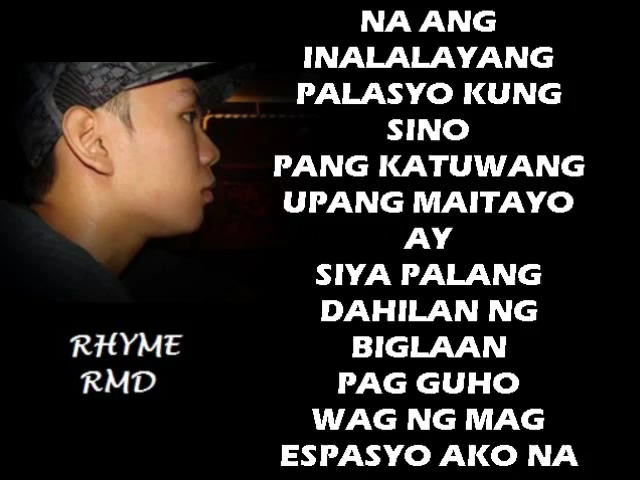 NA ANG
INALALAYANG
PALASYO KUNG
SINO
PANG KATUWANG
UPANG MAITAYO
AY
SIYA PALANG
DAHILAN NG
BIGLAAN
PAG GUHO
WAG NG MAG
ESPASYO AKO NA
RHYME
RMD